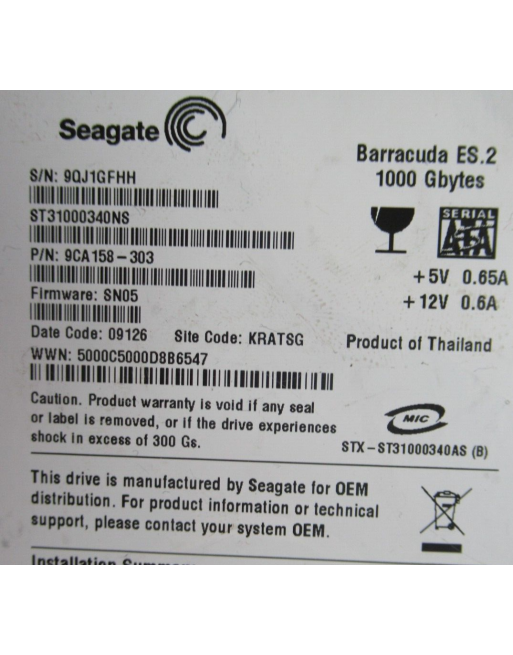 Seagate
Barracuda ES.2
1000 Gbytes
S/N: 9QJ1GFHH
ST31000340NS
SERIAL
ATA
P/N: 9CA158-303
+5V 0.65A
Firmware: SN05
+12V 0.6A
Date Code: 09126 Site Code: KRATSG
Product of Thailand
WWN: 5000C5000D8B6547
Caution. Product warranty is void if any seal
or label is removed, or if the drive experiences
shock in excess of 300 Gs.
MIC
STX-ST31000340AS (B)
This drive is manufactured by Seagate for OEM
distribution. For product information or technical
support, please contact your system OEM.
Installation